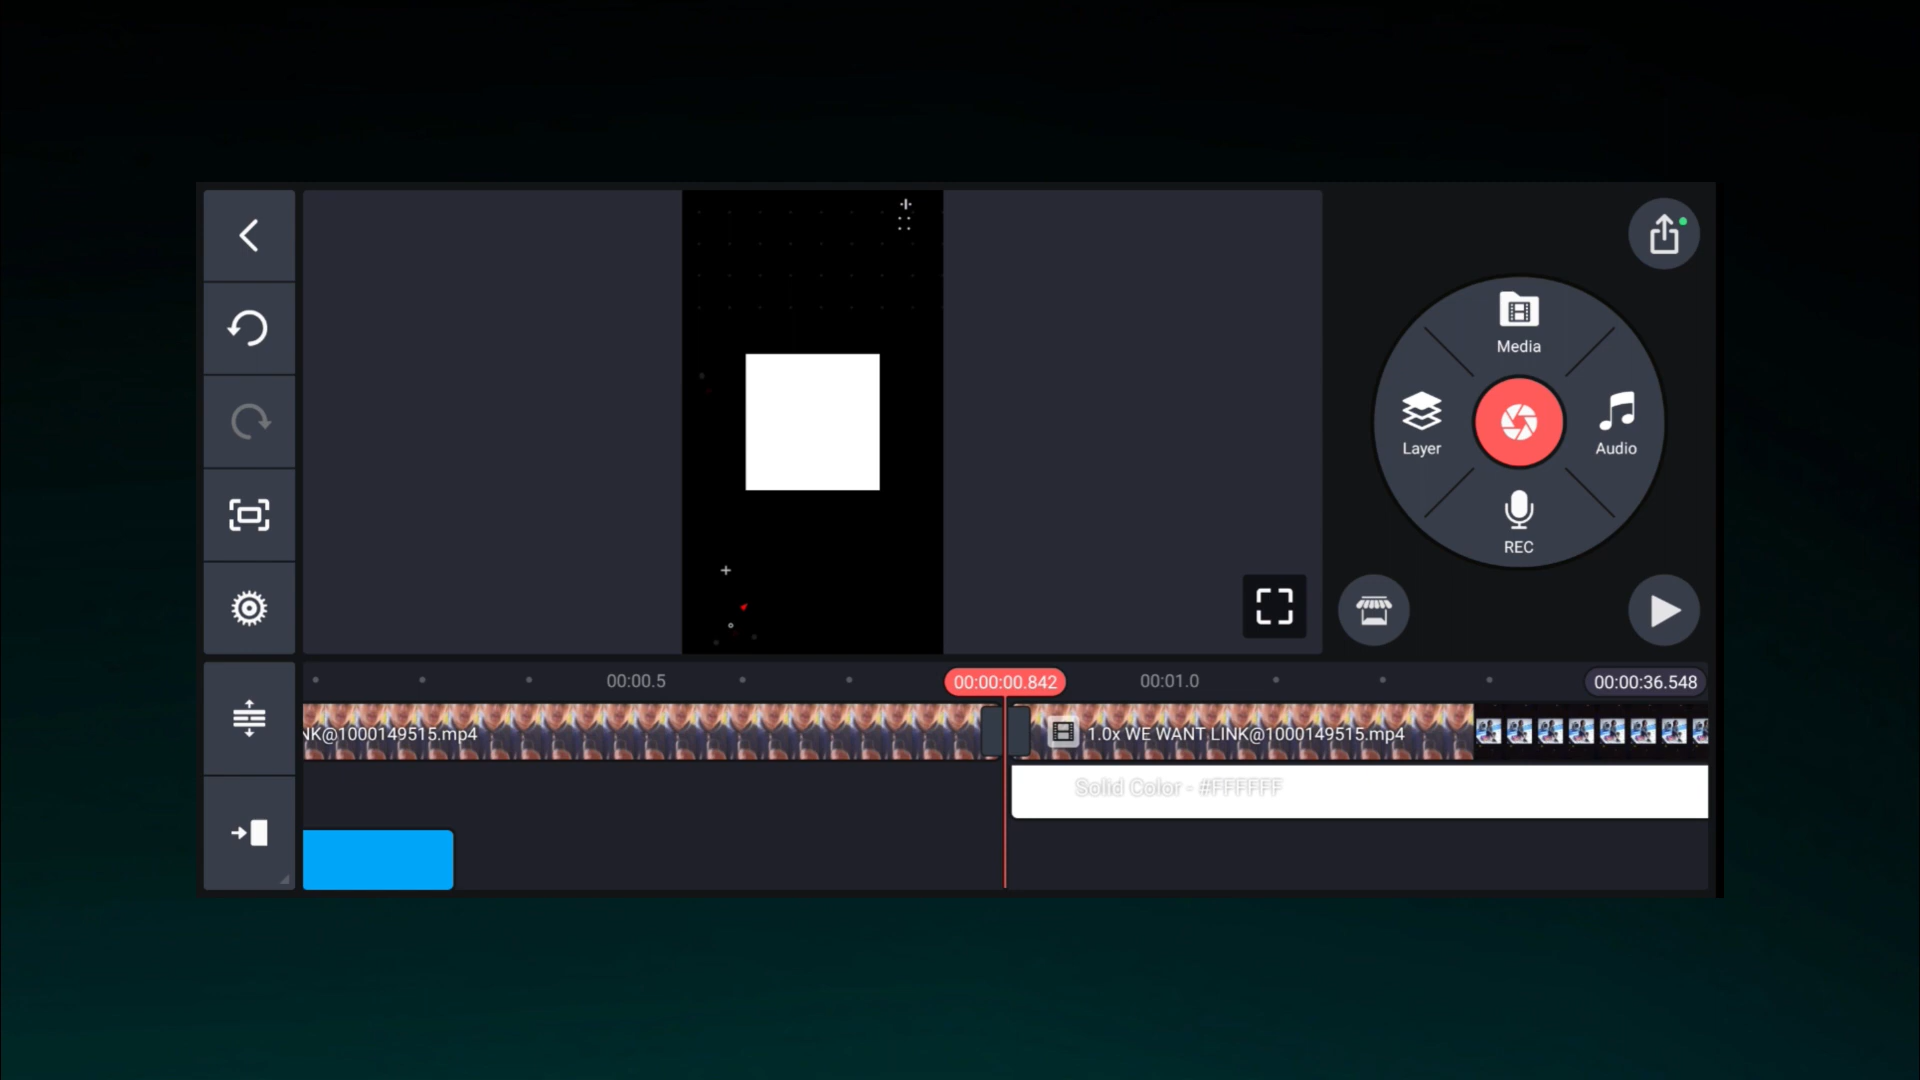 Media
Layer
Audio
REC
00:00.5
00:00:00.842
00:01.0
00:00:36.548
NK@1000149515.mp4
1.0x WE WANT LINK@1000149515.mp4
Solid Color - #FFFFFF